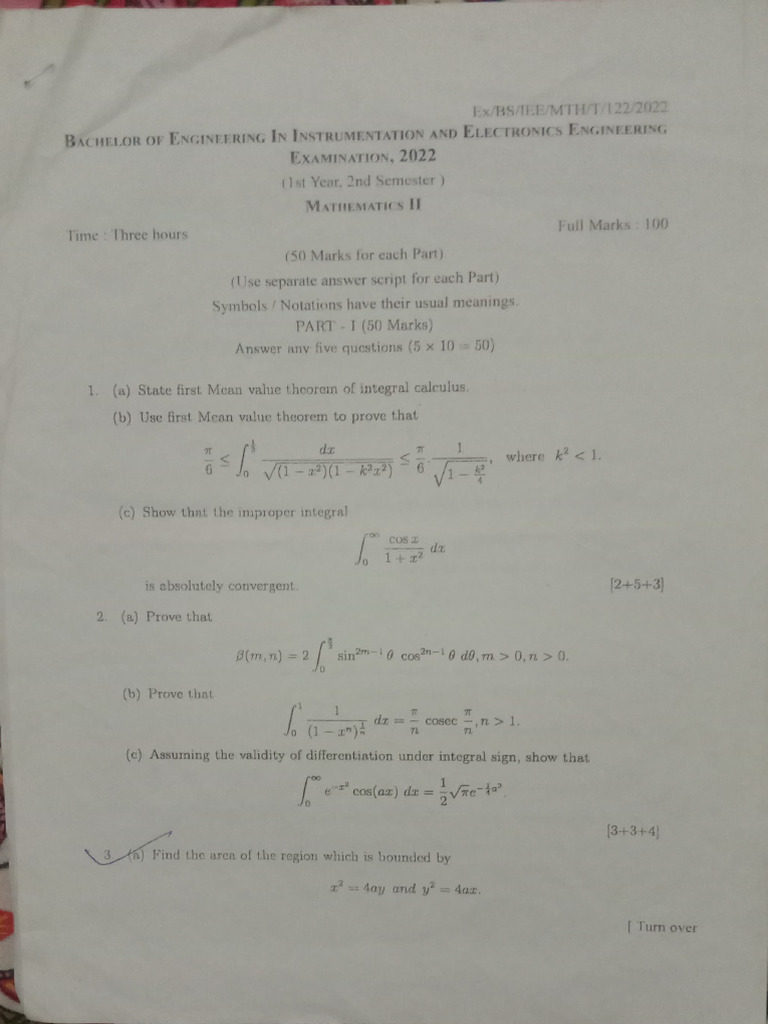 Ex/BS/IEE/MTH/T/122/2022
BACHELOR OF ENGINEERING IN INSTRUMENTATION AND ELECTRONICS ENGINEERING
EXAMINATION, 2022
(1st Year, 2nd Semester )
MATHEMATICS II
Time : Three hours
Full Marks : 100
(50 Marks for each Part)
(Use separate answer script for each Part)
Symbols / Notations have their usual meanings.
PART - I (50 Marks)
Answer any five questions (5 × 10 = 50)
1. (a) State first Mean value theorem of integral calculus.
(b) Use first Mean value theorem to prove that
π/6 ≤ ∫₀^{1/2} dx/√((1 − x²)(1 − k²x²)) ≤ π/6 · 1/√(1 − k²/4), where k² < 1.
(c) Show that the improper integral
∫₀^∞ cos x/(1 + x²) dx
is absolutely convergent.
[2+5+3]
2. (a) Prove that
β(m, n) = 2 ∫₀^{π/2} sin^{2m−1} θ cos^{2n−1} θ dθ, m > 0, n > 0.
(b) Prove that
∫₀¹ 1/(1 − xⁿ)^{1/n} dx = π/n cosec π/n, n > 1.
(c) Assuming the validity of differentiation under integral sign, show that
∫₀^∞ e^{−x²} cos(ax) dx = 1/2 √π e^{−¼a²}.
[3+3+4]
3. (a) Find the area of the region which is bounded by
x² = 4ay and y² = 4ax.
[ Turn over